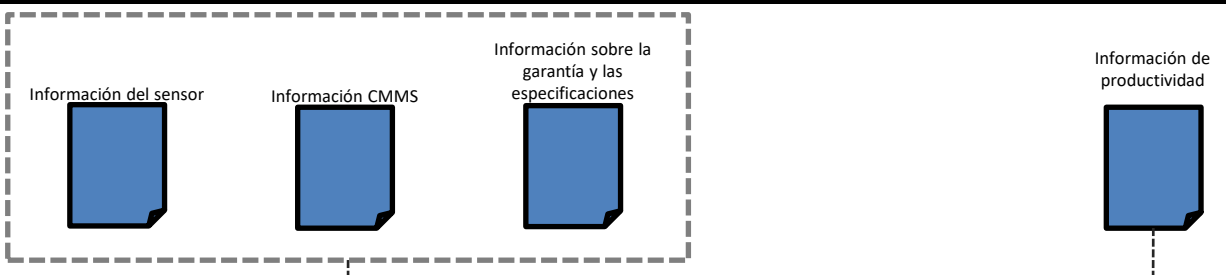 Información del sensor
Información CMMS
Información sobre la
garantía y las
especificaciones
Información de
productividad